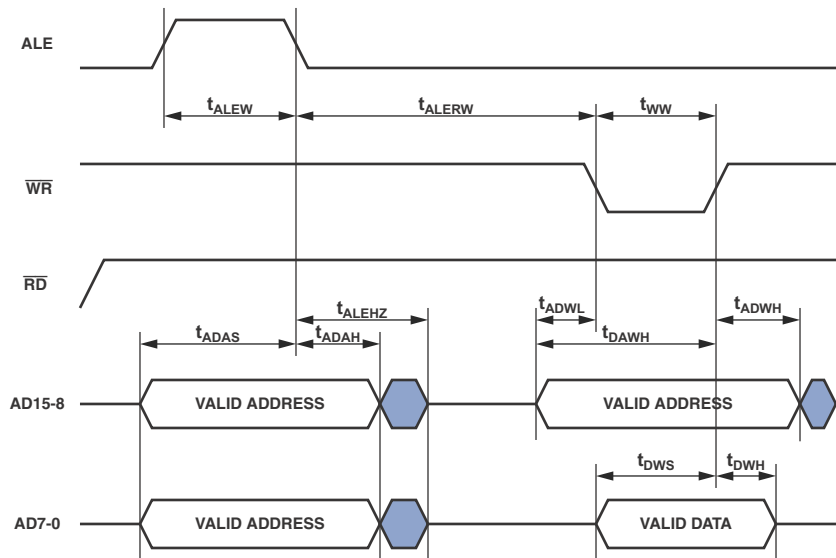 ALE
tALEW
tALERW
tWW
WR
RD
tALEHZ
tADAS
tADAH
tADWL
tDAWH
tADWH
AD15-8
VALID ADDRESS
VALID ADDRESS
tDWS
tDWH
AD7-0
VALID ADDRESS
VALID DATA